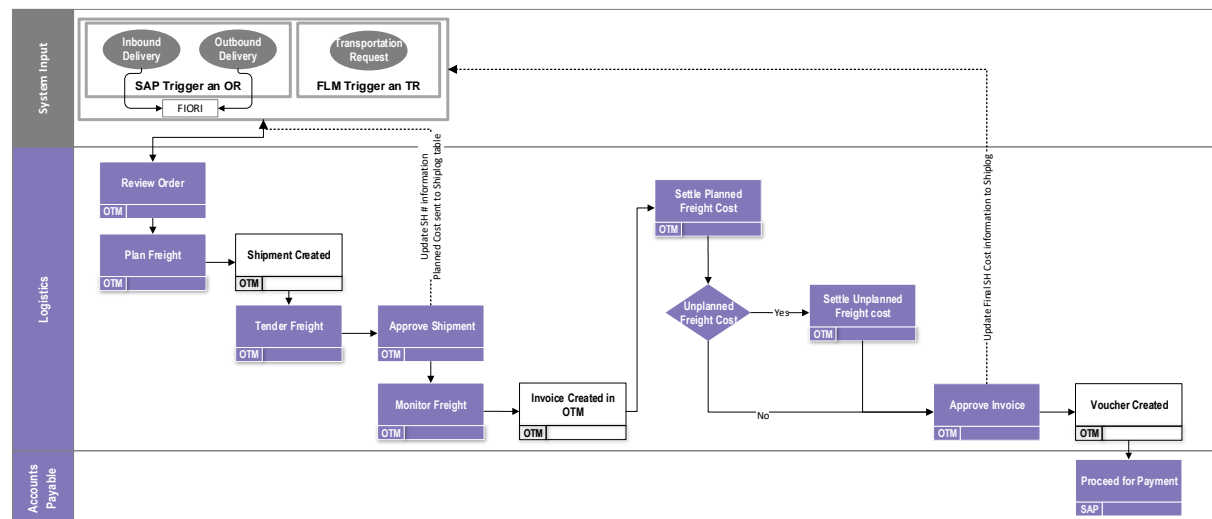 System Input
Inbound
Delivery
Outbound
Delivery
SAP Trigger an OR
FIORI
Transportation
Request
FLM Trigger an TR
Logistics
Review Order
OTM
Plan Freight
OTM
Shipment Created
OTM
Tender Freight
OTM
Approve Shipment
OTM
Update SH # information
Planned Cost sent to Shiplog table
Monitor Freight
OTM
Invoice Created in
OTM
OTM
Settle Planned
Freight Cost
OTM
Unplanned
Freight Cost
Yes
No
Settle Unplanned
Freight cost
OTM
Update Final SH Cost information to Shiplog
Approve Invoice
OTM
Voucher Created
OTM
Accounts
Payable
Proceed for Payment
SAP